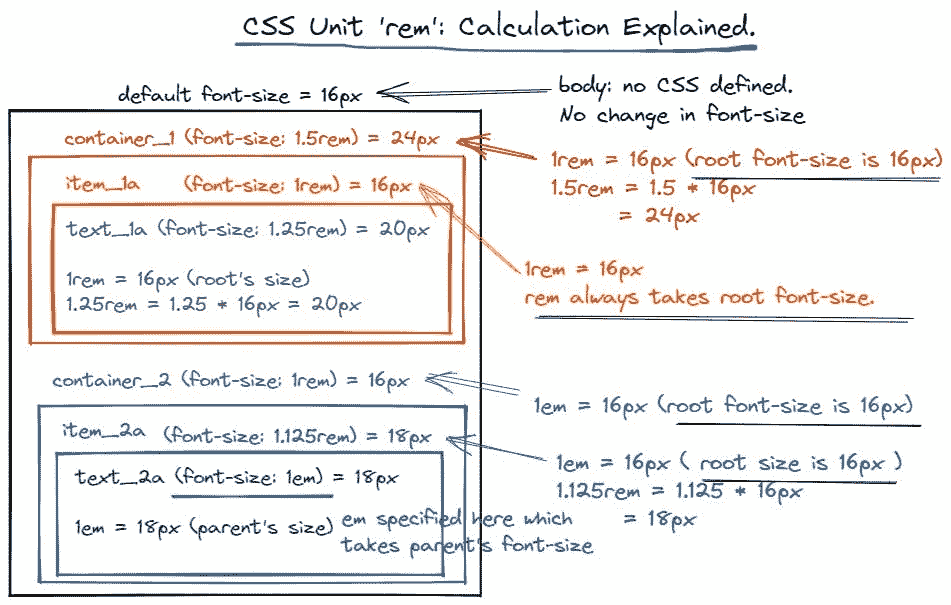 CSS Unit 'rem': Calculation Explained.
default font-size = 16px
body: no CSS defined.
No change in font-size
container_1 (font-size: 1.5rem) = 24px
1rem = 16px (root font-size is 16px)
1.5rem = 1.5 * 16px
= 24px
item_1a (font-size: 1rem) = 16px
text_1a (font-size: 1.25rem) = 20px
1rem = 16px (root's size)
1.25rem = 1.25 * 16px = 20px
1rem = 16px
rem always takes root font-size.
container_2 (font-size: 1rem) = 16px
1em = 16px (root font-size is 16px)
item_2a (font-size: 1.125rem) = 18px
1em = 16px ( root size is 16px )
1.125rem = 1.125 * 16px
= 18px
text_2a (font-size: 1em) = 18px
1em = 18px (parent's size)
em specified here which
takes parent's font-size